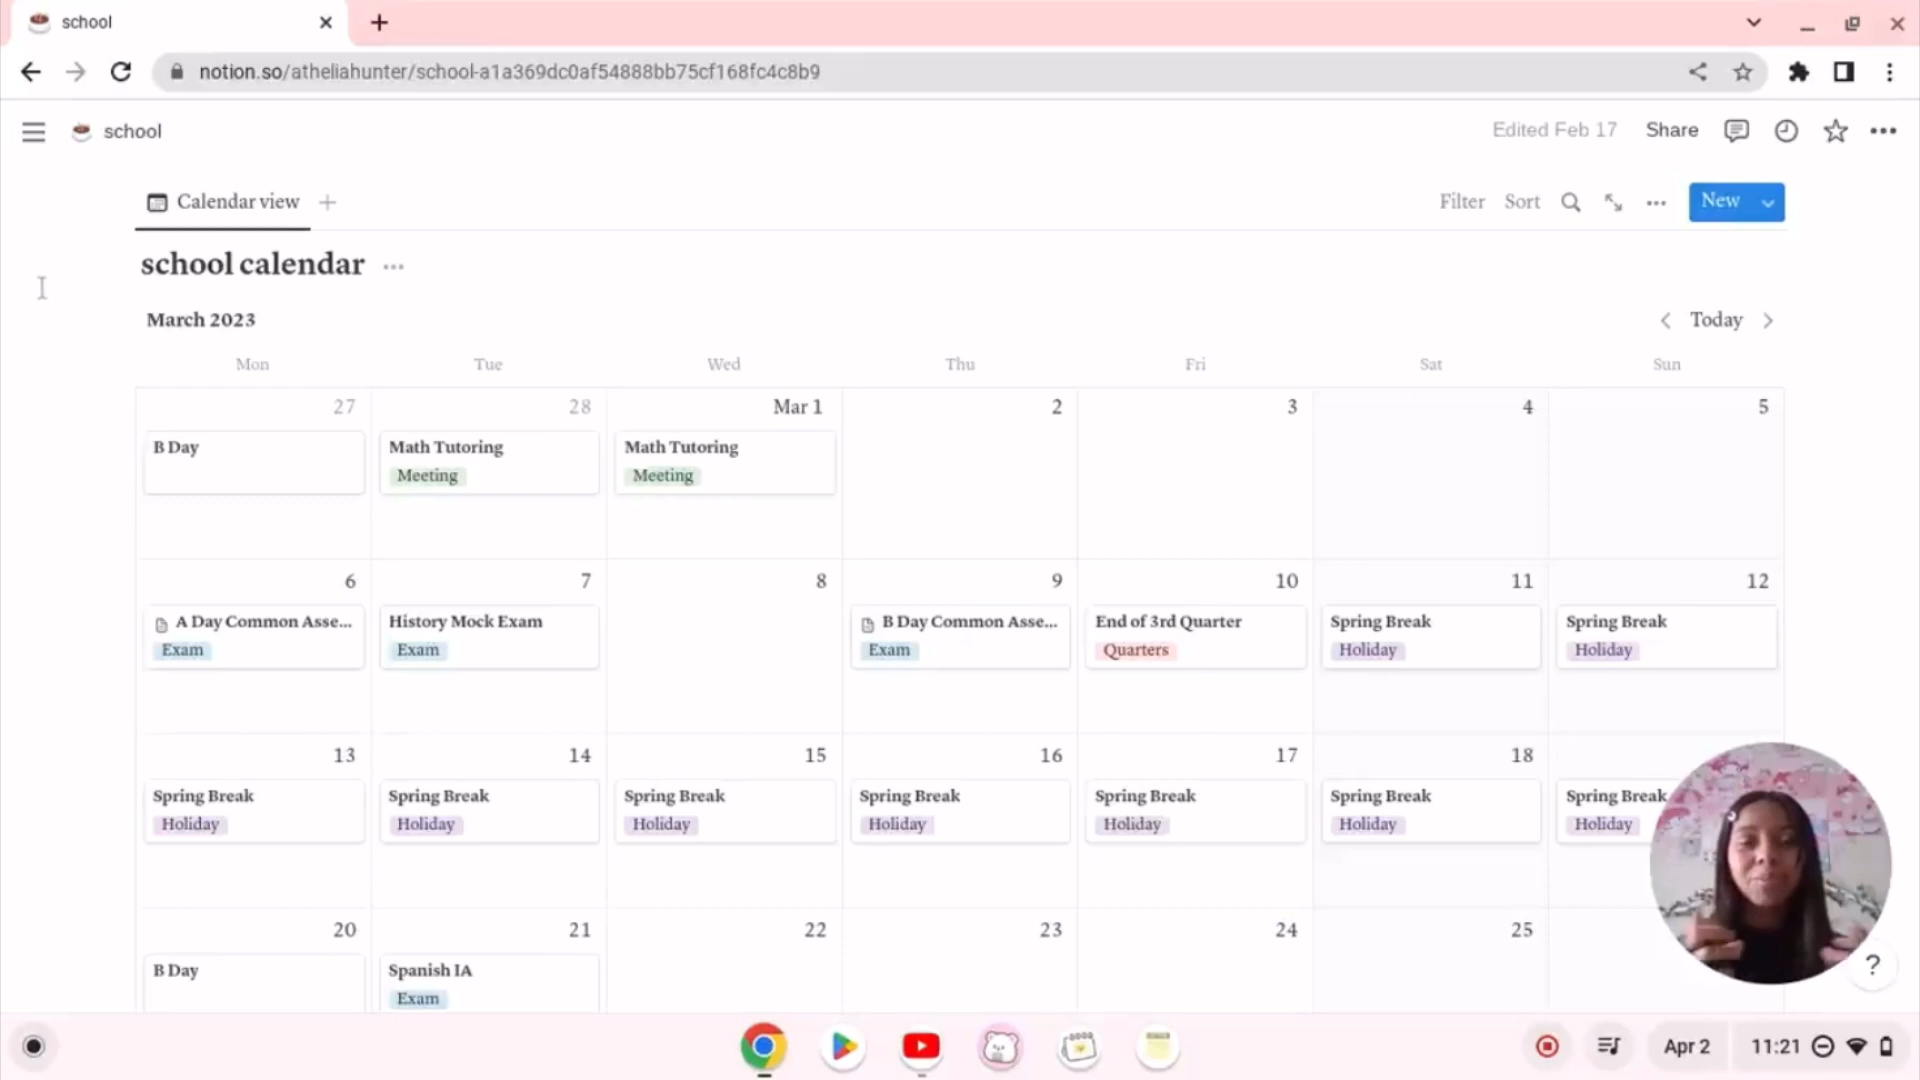 school
notion.so/atheliahunter/school-a1a369dc0af54888bb75cf168fc4c8b9
school
Edited Feb 17 Share
Calendar view
Filter Sort New
school calendar
March 2023
Today
Mon Tue Wed Thu Fri Sat Sun
27 28 Mar 1 2 3 4 5
B Day Math Tutoring Math Tutoring
Meeting Meeting
6 7 8 9 10 11 12
A Day Common Asse... History Mock Exam B Day Common Asse... End of 3rd Quarter Spring Break Spring Break
Exam Exam Exam Quarters Holiday Holiday
13 14 15 16 17 18
Spring Break Spring Break Spring Break Spring Break Spring Break Spring Break Spring Break
Holiday Holiday Holiday Holiday Holiday Holiday Holiday
20 21 22 23 24 25
B Day Spanish IA
Exam
?
Apr 2 11:21